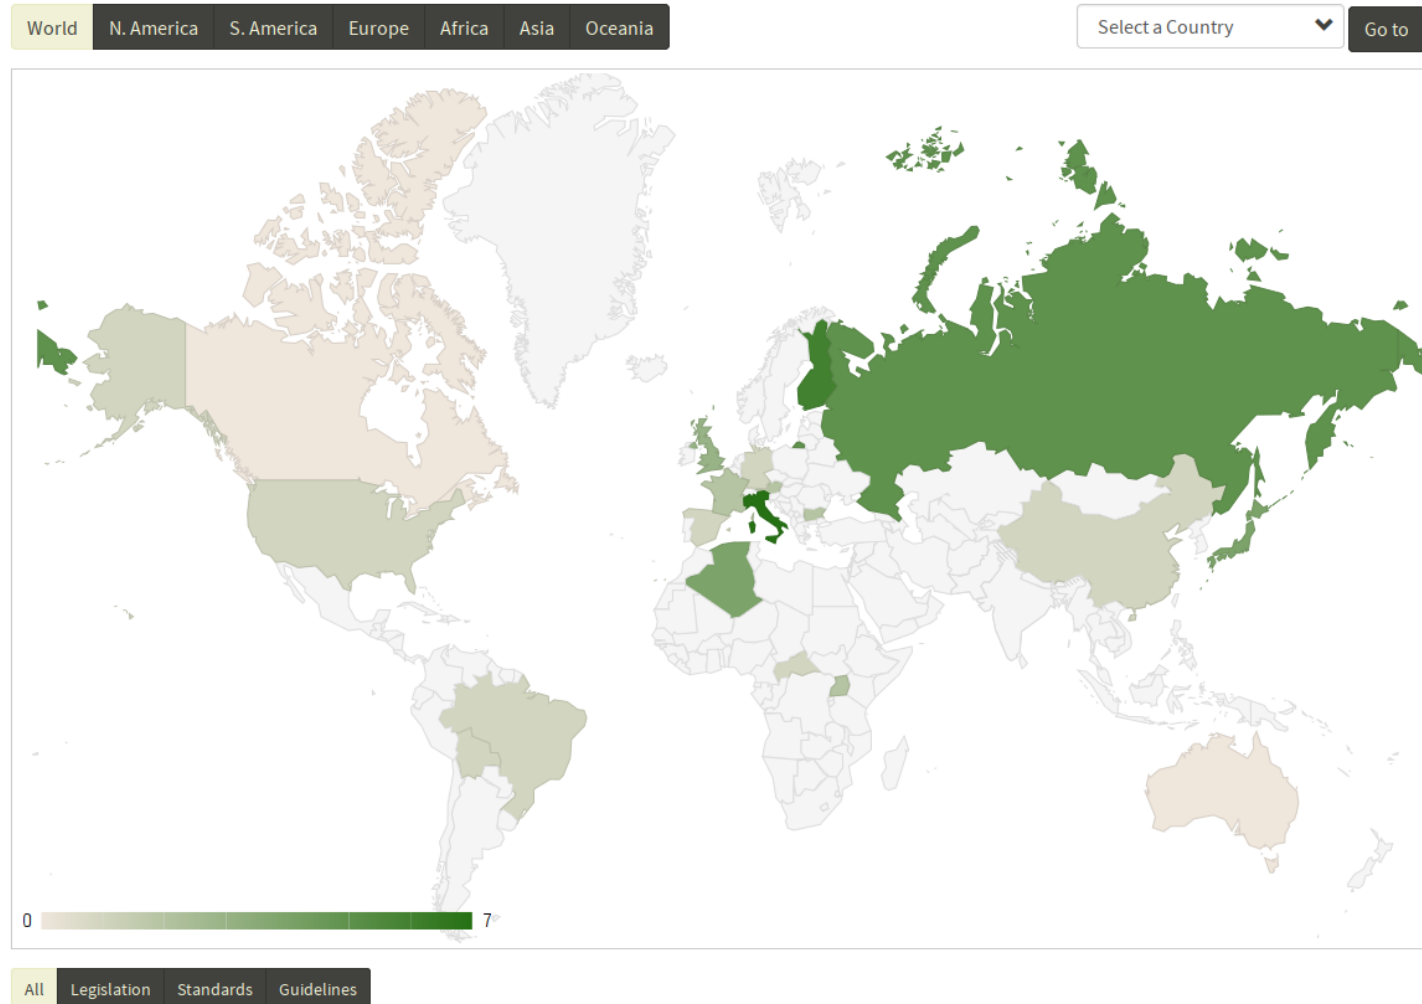 World N. America S. America Europe Africa Asia Oceania Select a Country Go to
0 7
All Legislation Standards Guidelines